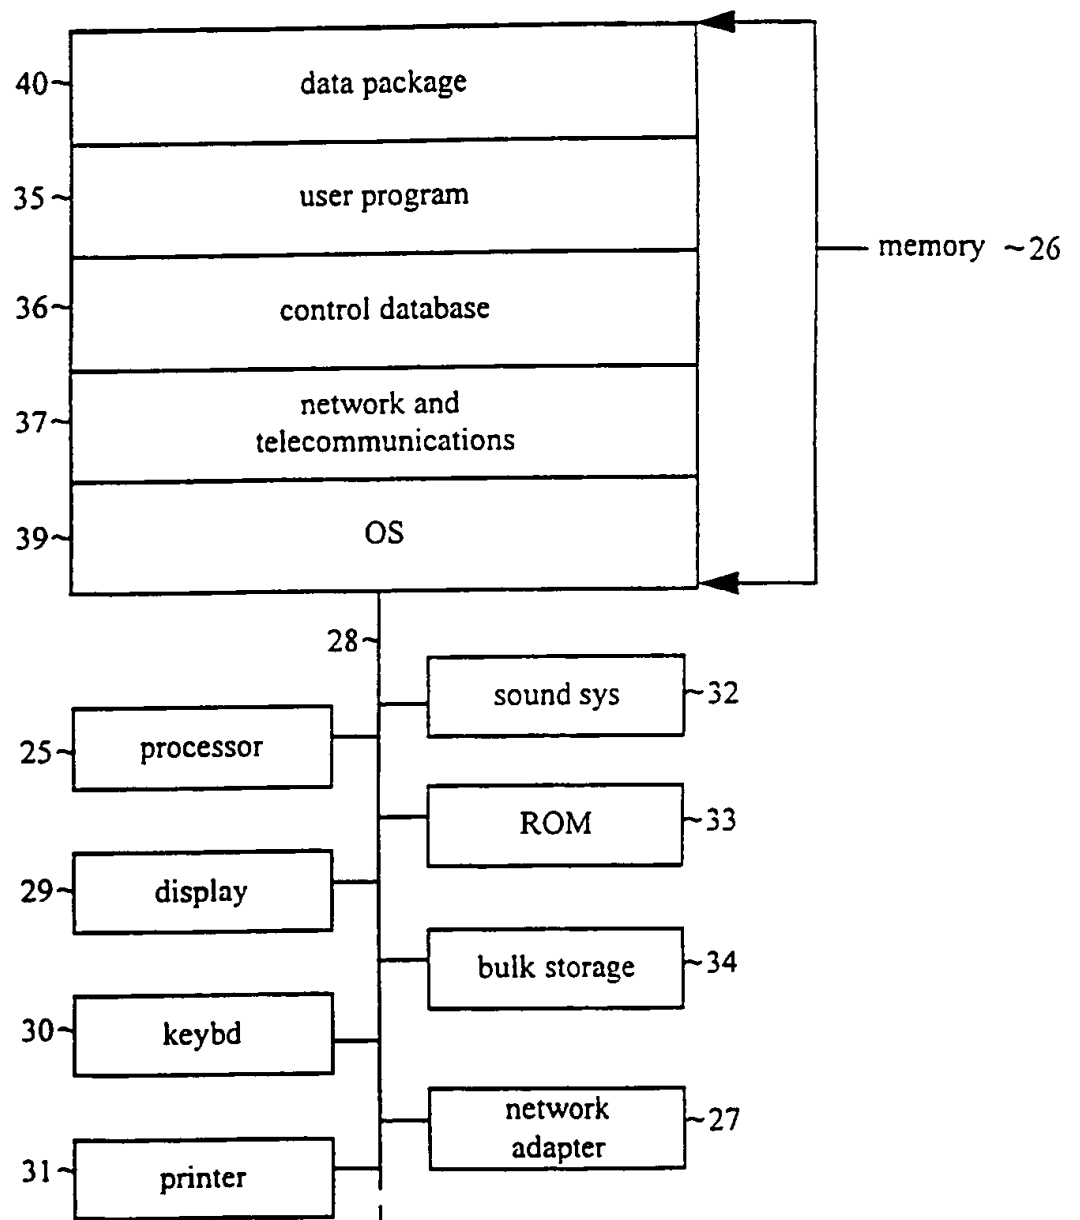 40~ data package
35~ user program
memory ~26
36~ control database
37~ network and
telecommunications
39~ OS
28~
sound sys ~32
25~ processor
ROM ~33
29~ display
bulk storage ~34
30~ keybd
network
adapter ~27
31~ printer